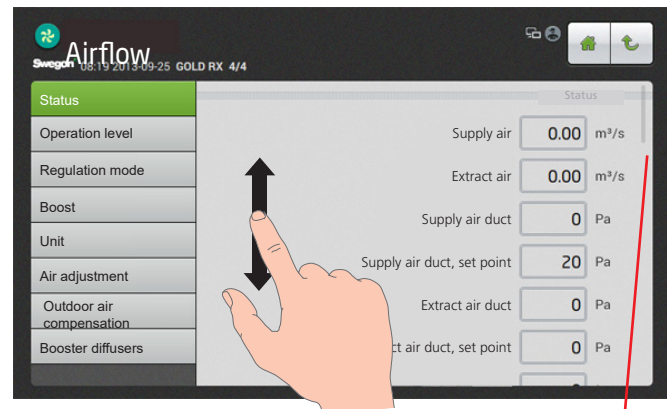 Airflow
Swegon 08:19 2013-09-25 GOLD RX 4/4
Status
Status
Operation level
Supply air 0.00 m³/s
Regulation mode
Extract air 0.00 m³/s
Boost
Supply air duct 0 Pa
Unit
Supply air duct, set point 20 Pa
Air adjustment
Outdoor air
compensation
Extract air duct 0 Pa
Booster diffusers
ct air duct, set point 0 Pa